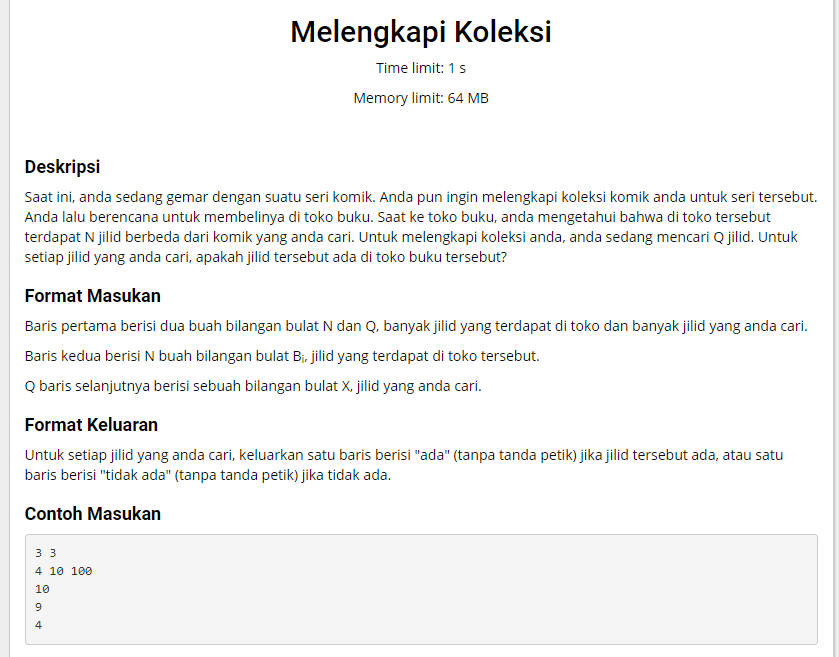 Melengkapi Koleksi
Time limit: 1 s
Memory limit: 64 MB
Deskripsi
Saat ini, anda sedang gemar dengan suatu seri komik. Anda pun ingin melengkapi koleksi komik anda untuk seri tersebut.
Anda lalu berencana untuk membelinya di toko buku. Saat ke toko buku, anda mengetahui bahwa di toko tersebut
terdapat N jilid berbeda dari komik yang anda cari. Untuk melengkapi koleksi anda, anda sedang mencari Q jilid. Untuk
setiap jilid yang anda cari, apakah jilid tersebut ada di toko buku tersebut?
Format Masukan
Baris pertama berisi dua buah bilangan bulat N dan Q, banyak jilid yang terdapat di toko dan banyak jilid yang anda cari.
Baris kedua berisi N buah bilangan bulat Bi, jilid yang terdapat di toko tersebut.
Q baris selanjutnya berisi sebuah bilangan bulat X, jilid yang anda cari.
Format Keluaran
Untuk setiap jilid yang anda cari, keluarkan satu baris berisi "ada" (tanpa tanda petik) jika jilid tersebut ada, atau satu
baris berisi "tidak ada" (tanpa tanda petik) jika tidak ada.
Contoh Masukan
3 3
4 10 100
10
9
4